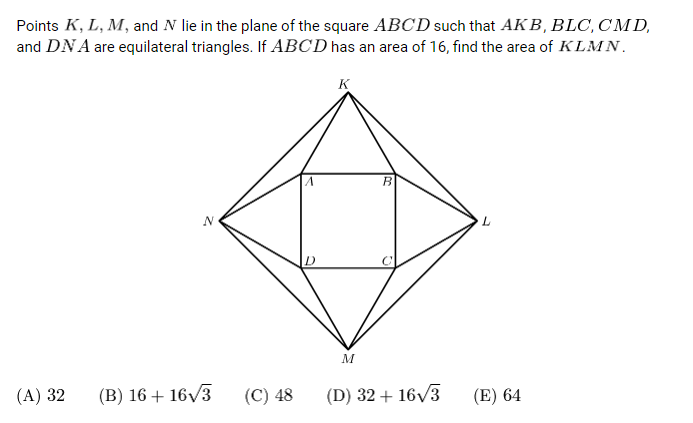 Points K, L, M, and N lie in the plane of the square ABCD such that AKB, BLC, CMD,
and DNA are equilateral triangles. If ABCD has an area of 16, find the area of KLMN.
K
A B
N L
D C
M
(A) 32 (B) 16 + 16√3 (C) 48 (D) 32 + 16√3 (E) 64